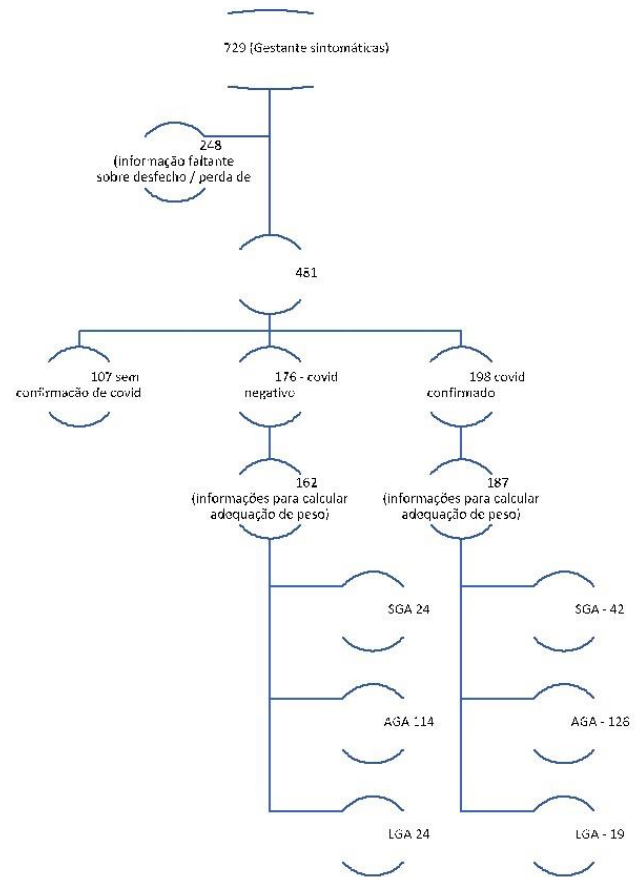 729 (Gestante sintomáticas)
248
(informação faltante
sobre desfecho / perda de
481
107 sem
confirmação de covid
176 - covid
negativo
198 covid
confirmado
162
(informações para calcular
adequação de peso)
187
(informações para calcular
adequação de peso)
SGA 24
SGA - 42
AGA 114
AGA - 126
LGA 24
LGA - 19